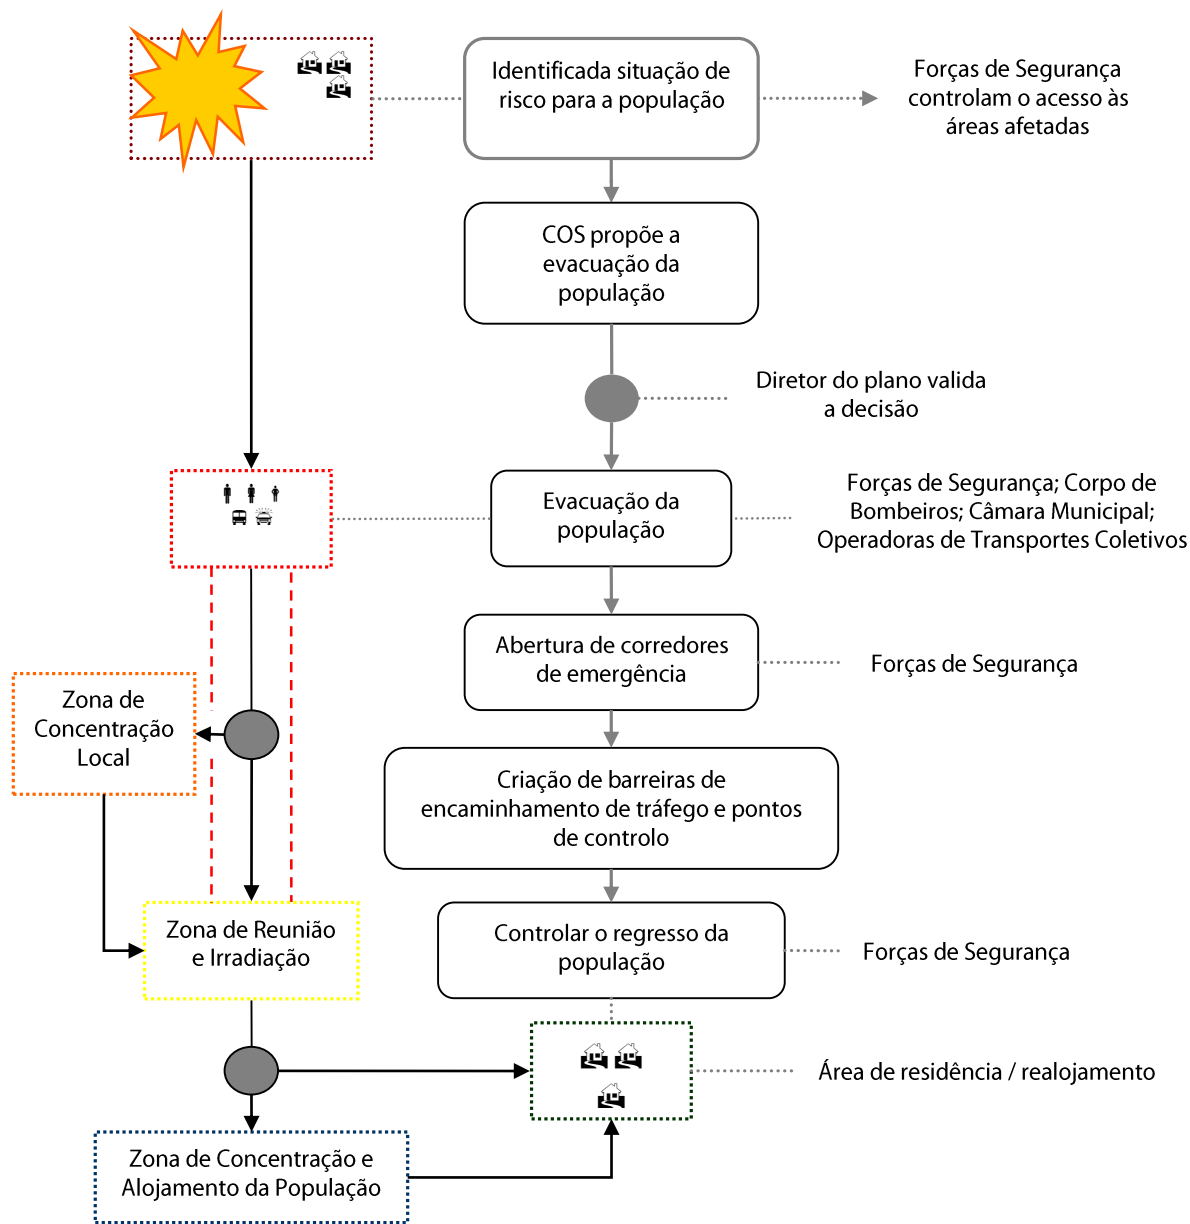 Identificada situação de
risco para a população
Forças de Segurança
controlam o acesso às
áreas afetadas
COS propõe a
evacuação da
população
Diretor do plano valida
a decisão
Evacuação da
população
Forças de Segurança; Corpo de
Bombeiros; Câmara Municipal;
Operadoras de Transportes Coletivos
Abertura de corredores
de emergência
Forças de Segurança
Zona de
Concentração
Local
Criação de barreiras de
encaminhamento de tráfego e pontos
de controlo
Zona de Reunião
e Irradiação
Controlar o regresso da
população
Forças de Segurança
Área de residência / realojamento
Zona de Concentração e
Alojamento da População